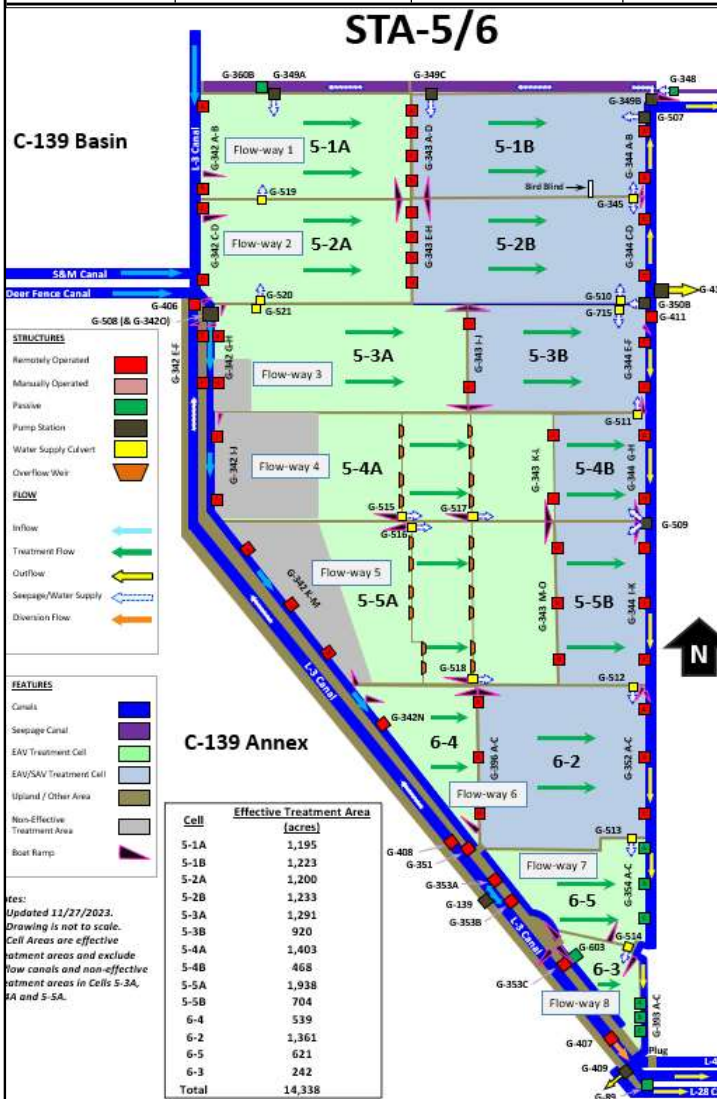 STA-5/6
G-360B
G-349A
G-349C
G-348
G-349B
G-507
C-139 Basin
L-3 Canal
G-342 A-B
Flow-way 1
5-1A
G-343 A-D
5-1B
G-344 A-B
Bird Blind
G-519
G-345
G-342 C-D
Flow-way 2
5-2A
G-343 E-H
5-2B
G-344 C-D
S&M Canal
Deer Fence Canal
G-406
G-520
G-521
G-510
G-715
G-350B
G-411
G-508 (& G-342O)
G-342 E-F
G-342 G-H
Flow-way 3
5-3A
G-343 I-J
5-3B
G-344 E-F
G-511
STRUCTURES
Remotely Operated
Manually Operated
Passive
Pump Station
Water Supply Culvert
Overflow Weir
FLOW
Inflow
Treatment Flow
Outflow
Seepage/Water Supply
Diversion Flow
G-342 I-J
Flow-way 4
5-4A
G-343 K-L
5-4B
G-344 G-H
G-515
G-517
G-516
G-509
G-342 K-M
Flow-way 5
5-5A
G-343 M-O
5-5B
G-344 I-K
N
G-518
G-512
L-3 Canal
FEATURES
Canals
Seepage Canal
EAV Treatment Cell
EAV/SAV Treatment Cell
Upland / Other Area
Non-Effective
Treatment Area
Boat Ramp
C-139 Annex
G-342N
6-4
G-396 A-C
6-2
G-352 A-C
Flow-way 6
G-513
G-408
G-351
Flow-way 7
G-354 A-C
G-353A
6-5
G-139
G-353B
L-3 Canal
G-514
G-603
6-3
G-353C
Flow-way 8
G-393 A-C
G-407
Plug
G-409
G-89
L-28 C
Cell Effective Treatment Area
(acres)
5-1A 1,195
5-1B 1,223
5-2A 1,200
5-2B 1,233
5-3A 1,291
5-3B 920
5-4A 1,403
5-4B 468
5-5A 1,938
5-5B 704
6-4 539
6-2 1,361
6-5 621
6-3 242
Total 14,338
Updated 11/27/2023.
Drawing is not to scale.
Cell Areas are effective
treatment areas and exclude
flow canals and non-effective
treatment areas in Cells 5-3A,
4A and 5-5A.